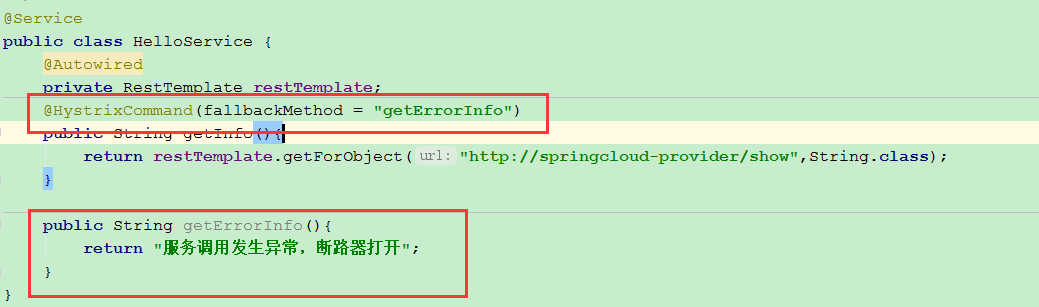 @Service
public class HelloService {
    @Autowired
    private RestTemplate restTemplate;
    @HystrixCommand(fallbackMethod = "getErrorInfo")
    public String getInfo(){
        return restTemplate.getForObject( url: "http://springcloud-provider/show",String.class);
    }
    public String getErrorInfo(){
        return "服务调用发生异常，断路器打开";
    }
}